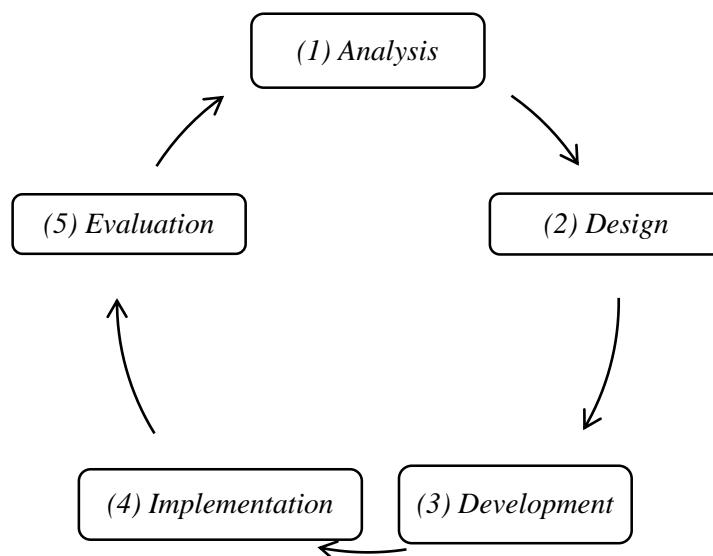 (1) Analysis
(2) Design
(3) Development
(4) Implementation
(5) Evaluation